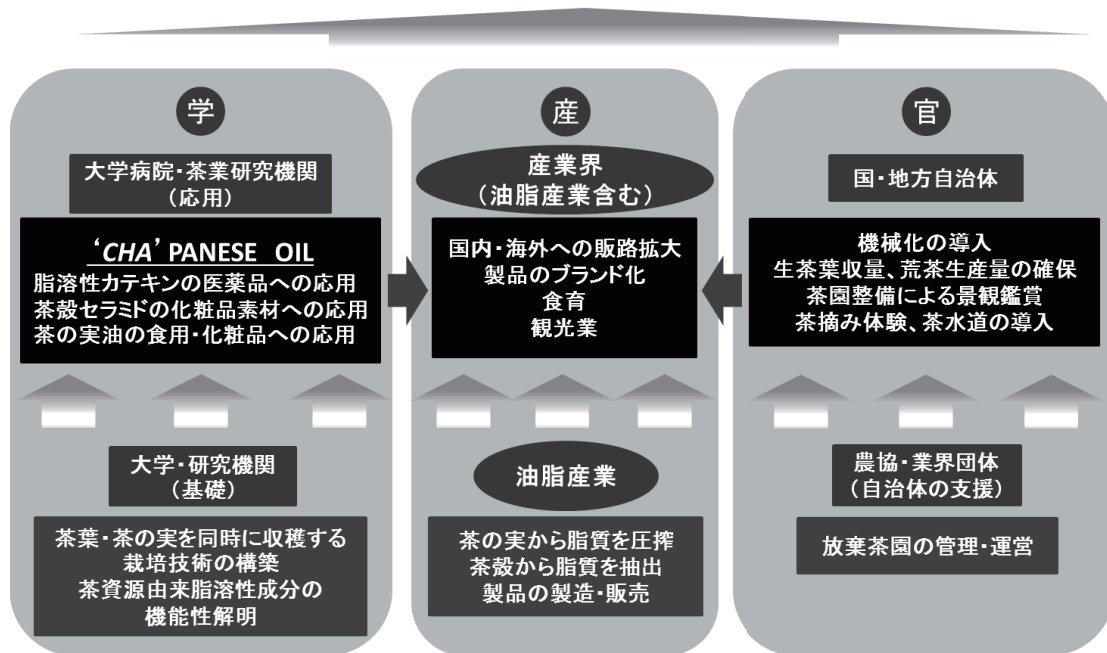 学
大学病院・茶業研究機関
（応用）
‘CHA’ PANESE OIL
脂溶性カテキンの医薬品への応用
茶殻セラミドの化粧品素材への応用
茶の実油の食用・化粧品への応用
大学・研究機関
（基礎）
茶葉・茶の実を同時に収穫する
栽培技術の構築
茶資源由来脂溶性成分の
機能性解明
産
産業界
（油脂産業含む）
国内・海外への販路拡大
製品のブランド化
食育
観光業
油脂産業
茶の実から脂質を圧搾
茶殻から脂質を抽出
製品の製造・販売
官
国・地方自治体
機械化の導入
生茶葉収量、荒茶生産量の確保
茶園整備による景観鑑賞
茶摘み体験、茶水道の導入
農協・業界団体
（自治体の支援）
放棄茶園の管理・運営